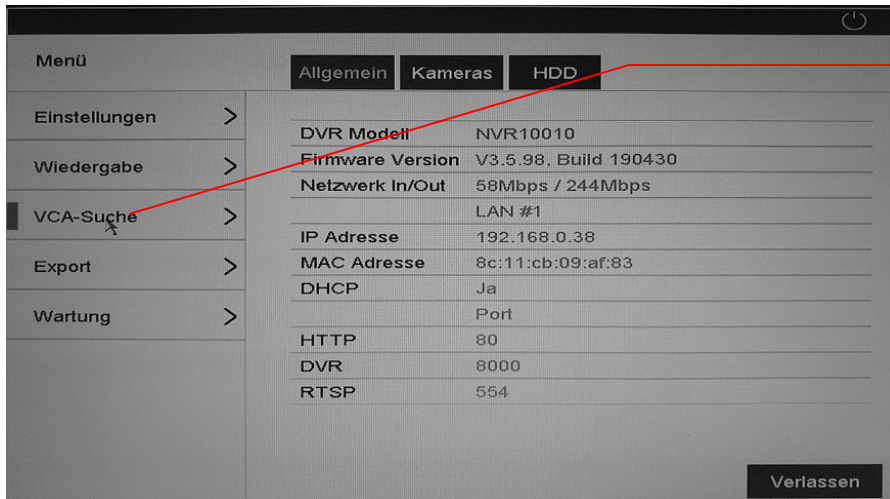 Menü
Allgemein Kameras HDD
Einstellungen >
Wiedergabe >
VCA-Suche >
Export >
Wartung >
DVR Modell NVR10010
Firmware Version V3.5.98, Build 190430
Netzwerk In/Out 58Mbps / 244Mbps
LAN #1
IP Adresse 192.168.0.38
MAC Adresse 8c:11:cb:09:af:83
DHCP Ja
Port
HTTP 80
DVR 8000
RTSP 554
Verlassen